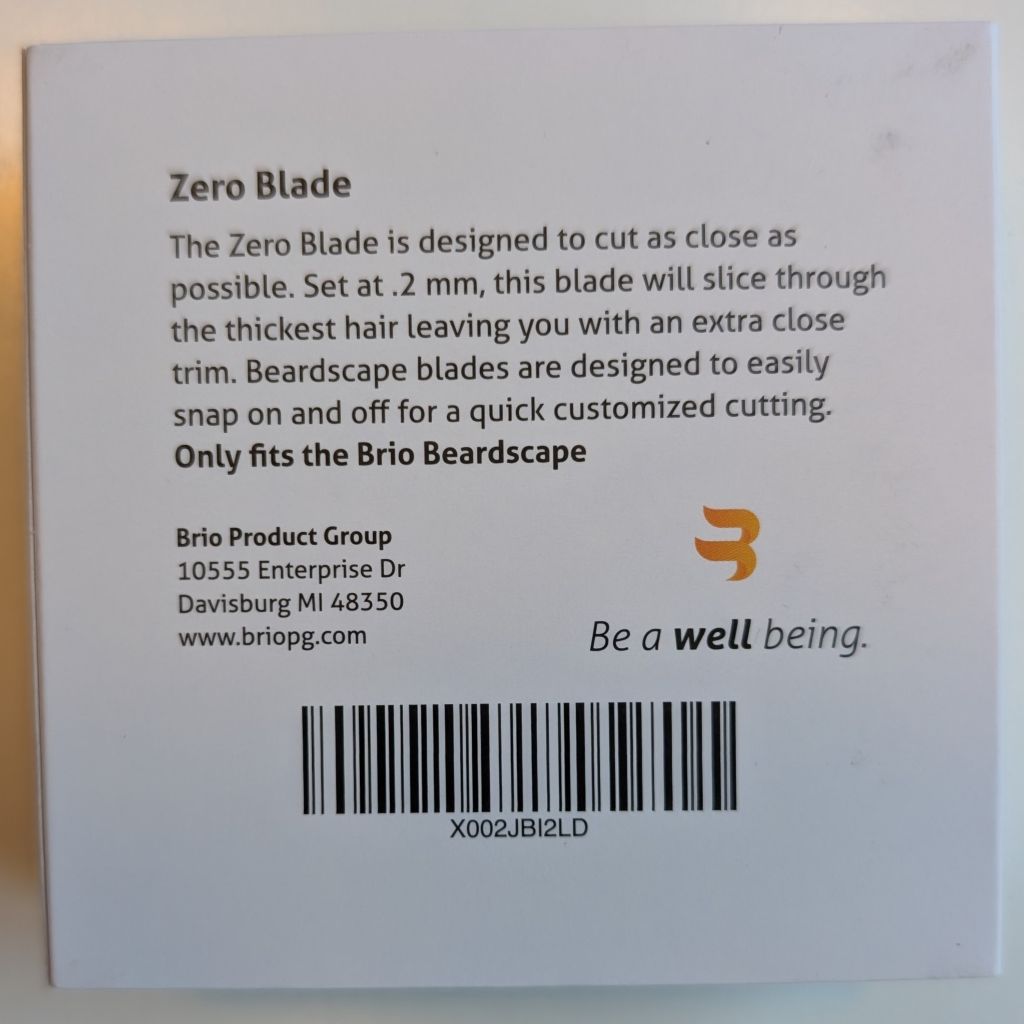 Zero Blade
The Zero Blade is designed to cut as close as
possible. Set at .2 mm, this blade will slice through
the thickest hair leaving you with an extra close
trim. Beardscape blades are designed to easily
snap on and off for a quick customized cutting.
Only fits the Brio Beardscape
Brio Product Group
10555 Enterprise Dr
Davisburg MI 48350
www.briopg.com
Be a well being.
X002JBI2LD